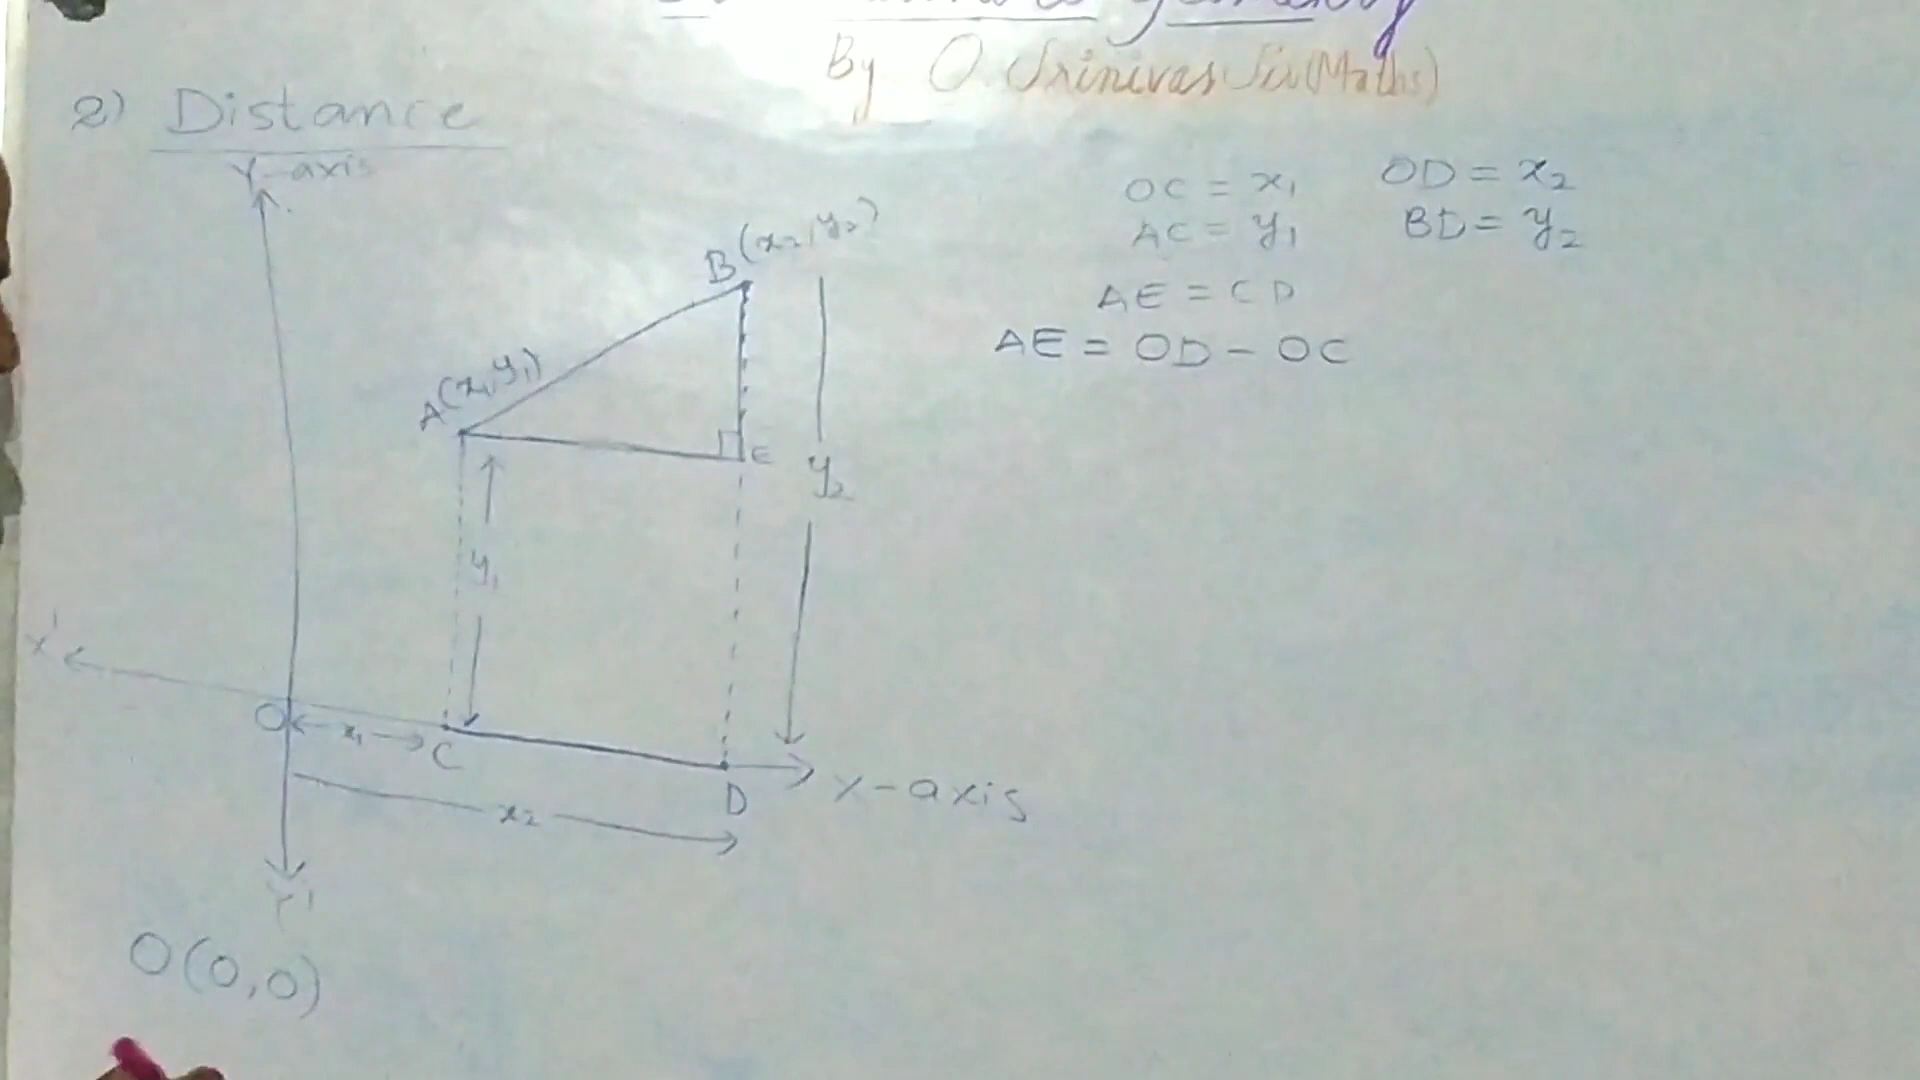 By O. Srinivas Sir (Maths)
2) Distance
Y-axis
OC = x₁ OD = x₂
AC = y₁ BD = y₂
AE = CD
AE = OD - OC
B(x₂, y₂)
A(x₁, y₁)
E
y₂
y₁
X'
O
x₁
C
D
X-axis
x₂
Y'
O(0,0)